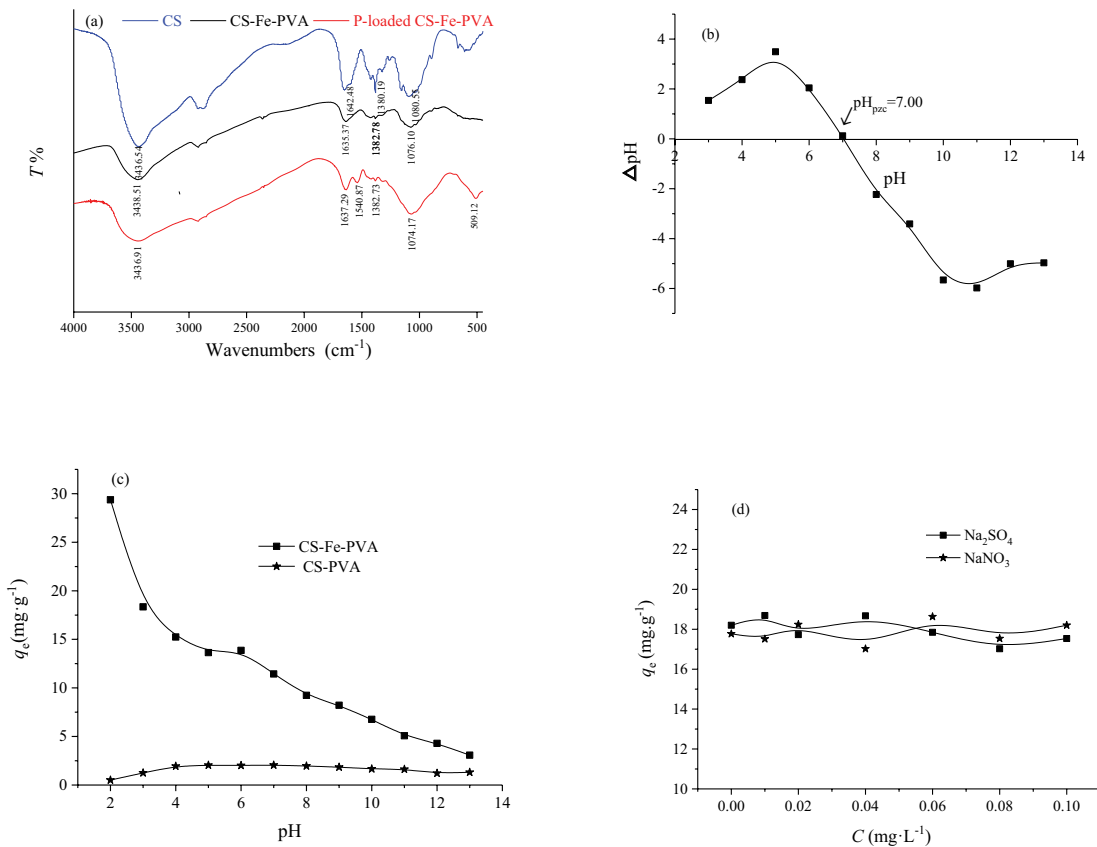 (a)
CS
CS-Fe-PVA
P-loaded CS-Fe-PVA
3436.54
1642.48
1380.19
1080.55
3438.51
1635.37
1382.78
1076.10
3436.91
1637.29
1540.87
1382.73
1074.17
509.12
T %
4000 3500 3000 2500 2000 1500 1000 500
Wavenumbers (cm⁻¹)
(b)
4
2
0
-2
-4
-6
2 4 6 8 10 12 14
pHpzc=7.00
pH
ΔpH
(c)
30
25
20
15
10
5
0
CS-Fe-PVA
CS-PVA
qe(mg·g⁻¹)
2 4 6 8 10 12 14
pH
(d)
24
22
20
18
16
14
12
10
Na₂SO₄
NaNO₃
qe (mg.g⁻¹)
0.00 0.02 0.04 0.06 0.08 0.10
C (mg·L⁻¹)